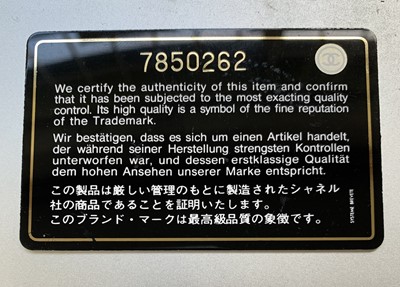 7850262
We certify the authenticity of this item and confirm
that it has been subjected to the most exacting quality
control. Its high quality is a symbol of the fine reputation
of the Trademark.
Wir bestätigen, dass es sich um einen Artikel handelt,
der während seiner Herstellung strengsten Kontrollen
unterworfen war, und dessen erstklassige Qualität
dem hohen Ansehen unserer Marke entspricht.
この製品は厳しい管理のもとに製造されたシャネル
社の商品であることを証明いたします。
このブランド・マークは最高級品質の象徴です。